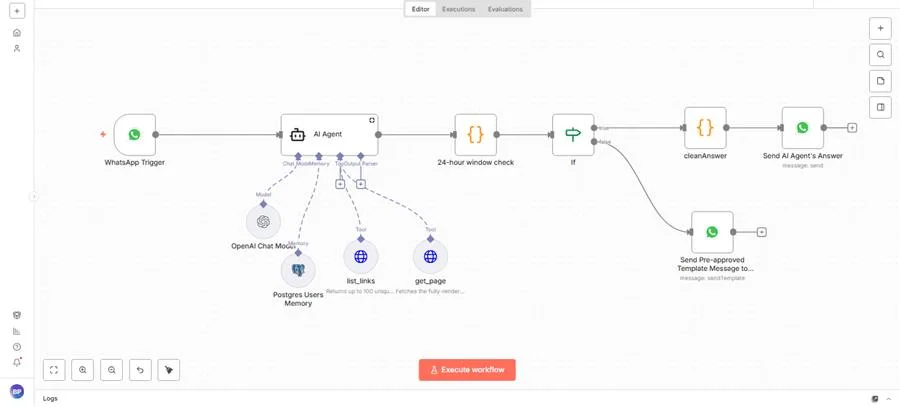 Editor Executions Evaluations
WhatsApp Trigger
AI Agent
Chat Model
Memory
Tool
Output Parser
24-hour window check
If
true
false
cleanAnswer
Send AI Agent's Answer
message: send
Model
OpenAI Chat Model
Memory
Postgres Users
Memory
Tool
list_links
Returns up to 100 uniqu...
Tool
get_page
Fetches the fully-render...
Send Pre-approved
Template Message to...
message: sendTemplate
Execute workflow
BP
Logs